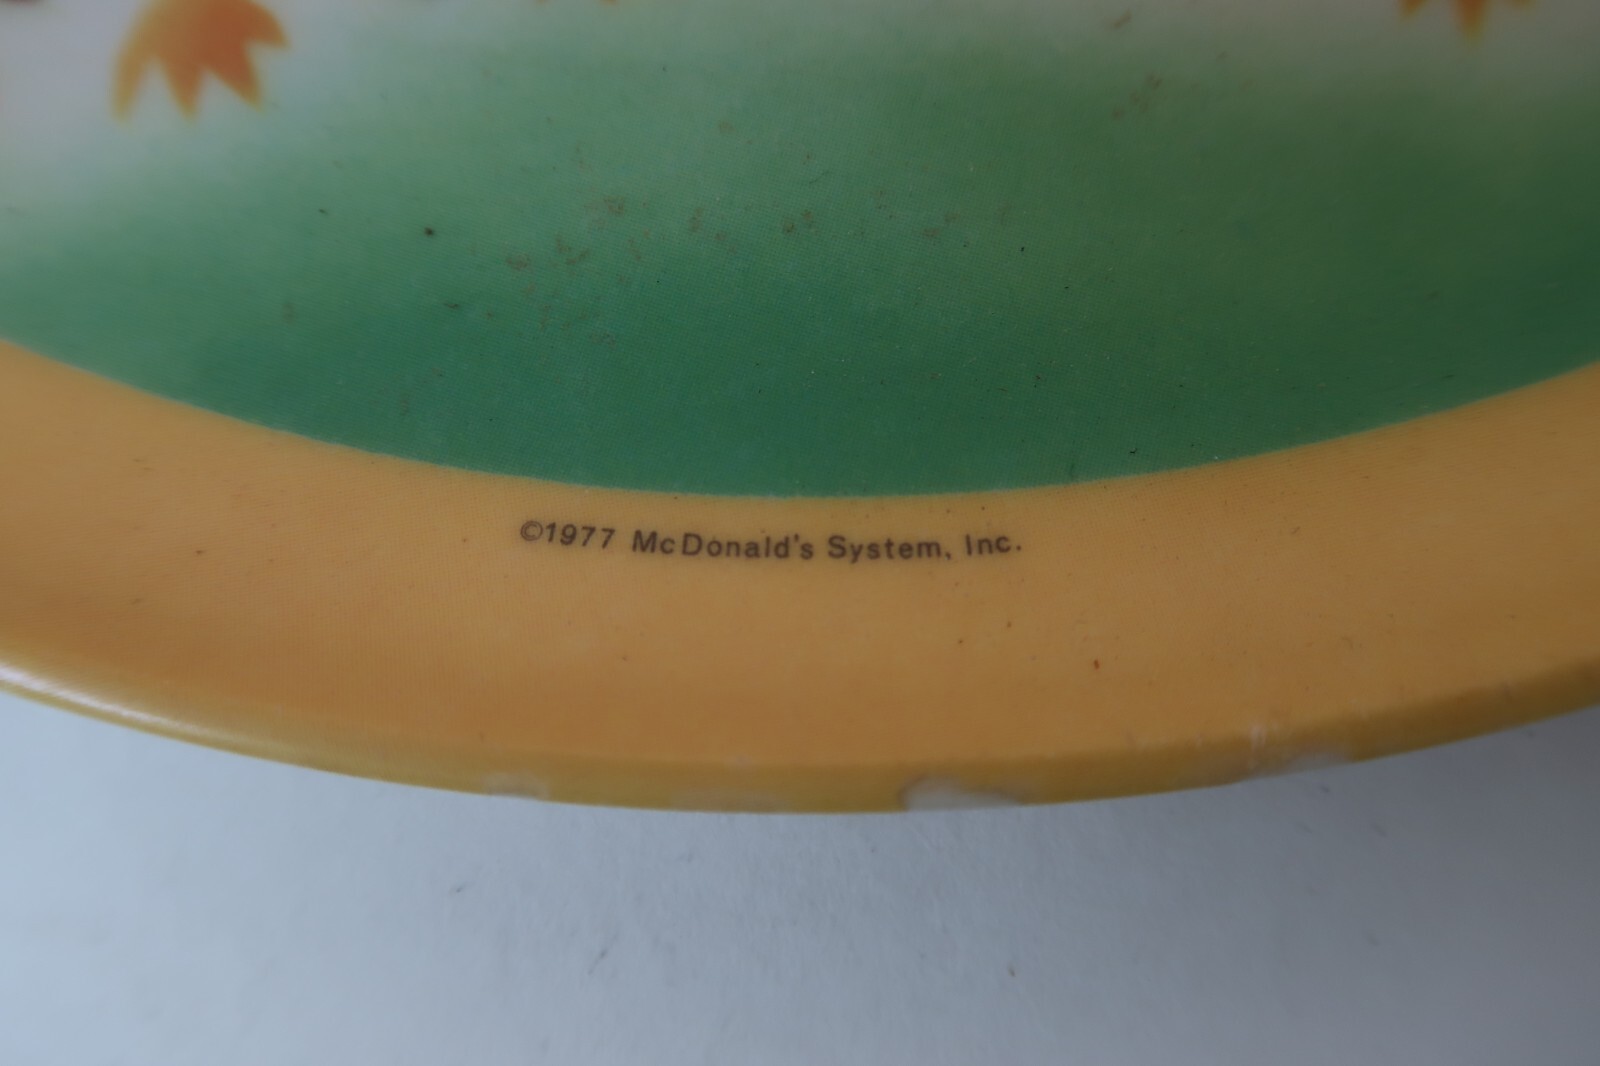 ©1977 McDonald's System, Inc.